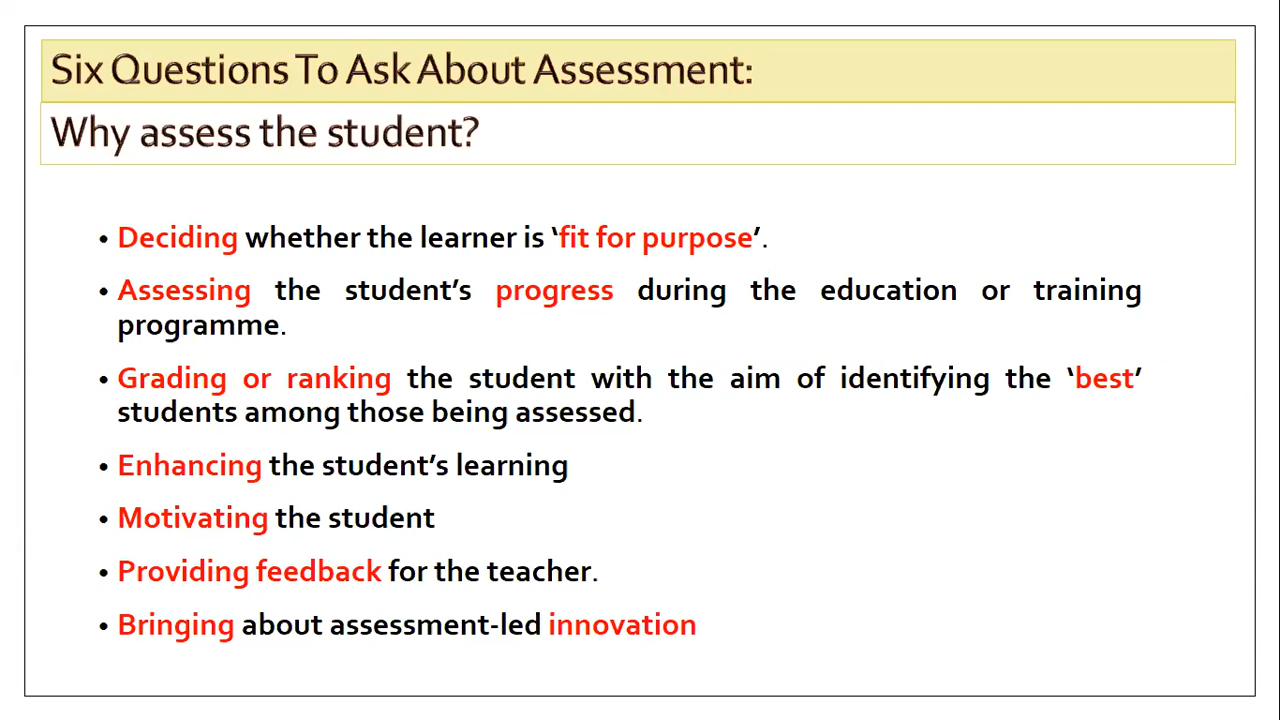 Six Questions To Ask About Assessment:
Why assess the student?
• Deciding whether the learner is ‘fit for purpose’.
• Assessing the student’s progress during the education or training
programme.
• Grading or ranking the student with the aim of identifying the ‘best’
students among those being assessed.
• Enhancing the student’s learning
• Motivating the student
• Providing feedback for the teacher.
• Bringing about assessment-led innovation